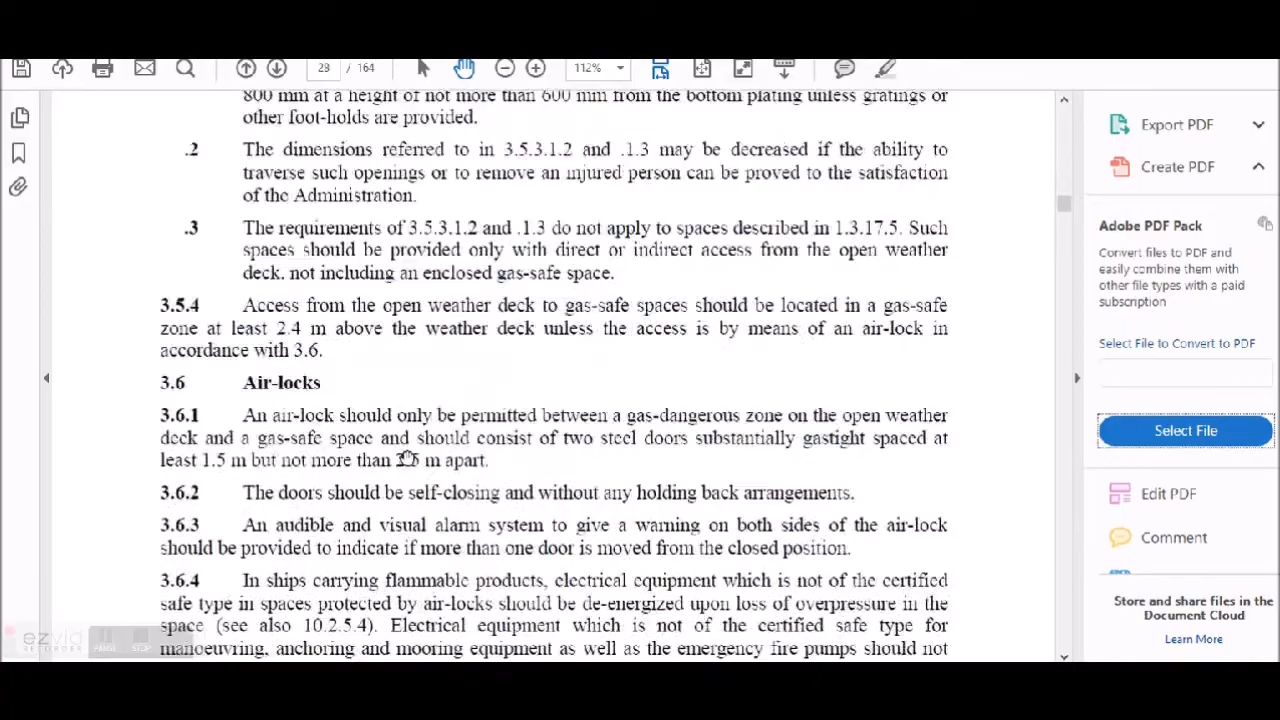 28 / 164
112%
800 mm at a height of not more than 600 mm from the bottom plating unless gratings or
other foot-holds are provided.
.2 The dimensions referred to in 3.5.3.1.2 and .1.3 may be decreased if the ability to
traverse such openings or to remove an injured person can be proved to the satisfaction
of the Administration.
.3 The requirements of 3.5.3.1.2 and .1.3 do not apply to spaces described in 1.3.17.5. Such
spaces should be provided only with direct or indirect access from the open weather
deck, not including an enclosed gas-safe space.
3.5.4 Access from the open weather deck to gas-safe spaces should be located in a gas-safe
zone at least 2.4 m above the weather deck unless the access is by means of an air-lock in
accordance with 3.6.
3.6 Air-locks
3.6.1 An air-lock should only be permitted between a gas-dangerous zone on the open weather
deck and a gas-safe space and should consist of two steel doors substantially gastight spaced at
least 1.5 m but not more than m apart.
3.6.2 The doors should be self-closing and without any holding back arrangements.
3.6.3 An audible and visual alarm system to give a warning on both sides of the air-lock
should be provided to indicate if more than one door is moved from the closed position.
3.6.4 In ships carrying flammable products, electrical equipment which is not of the certified
safe type in spaces protected by air-locks should be de-energized upon loss of overpressure in the
space (see also 10.2.5.4). Electrical equipment which is not of the certified safe type for
manoeuvring, anchoring and mooring equipment as well as the emergency fire pumps should not
Export PDF
Create PDF
Adobe PDF Pack
Convert files to PDF and
easily combine them with
other file types with a paid
subscription
Select File to Convert to PDF
Select File
Edit PDF
Comment
Store and share files in the
Document Cloud
Learn More
ezvid
RECORDER
PAUSE
STOP